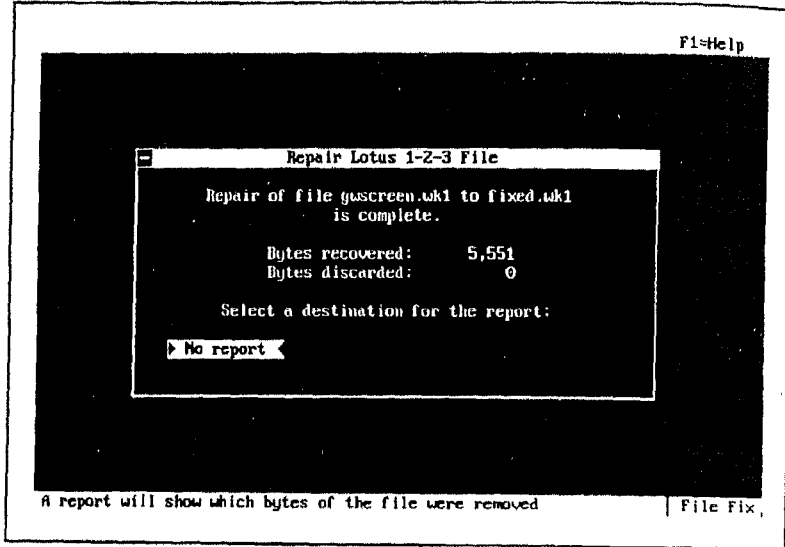 F1=Help
Repair Lotus 1-2-3 File
Repair of file gwscreen.wk1 to fixed.wk1
is complete.
Bytes recovered: 5,551
Bytes discarded: 0
Select a destination for the report:
No report
A report will show which bytes of the file were removed
File Fix